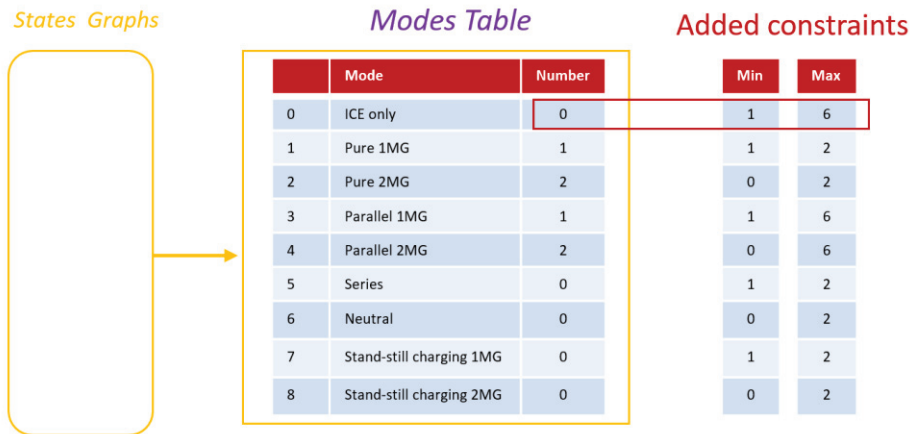 States Graphs
Modes Table
Added constraints
Mode Number Min Max
0 ICE only 0 1 6
1 Pure 1MG 1 1 2
2 Pure 2MG 2 0 2
3 Parallel 1MG 1 1 6
4 Parallel 2MG 2 0 6
5 Series 0 1 2
6 Neutral 0 0 2
7 Stand-still charging 1MG 0 1 2
8 Stand-still charging 2MG 0 0 2